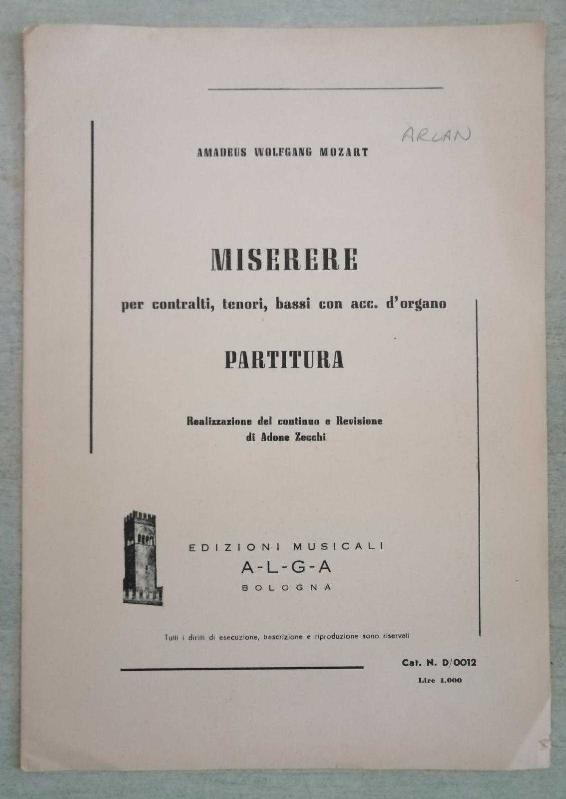 ARLAN
AMADEUS WOLFGANG MOZART
MISERERE
per contralti, tenori, bassi con acc. d'organo
PARTITURA
Realizzazione del continuo e Revisione
di Adone Zecchi
EDIZIONI MUSICALI
A-L-G-A
BOLOGNA
Tutti i diritti di esecuzione, trascrizione e riproduzione sono riservati
Cat. N. D/0012
Lire 1.000